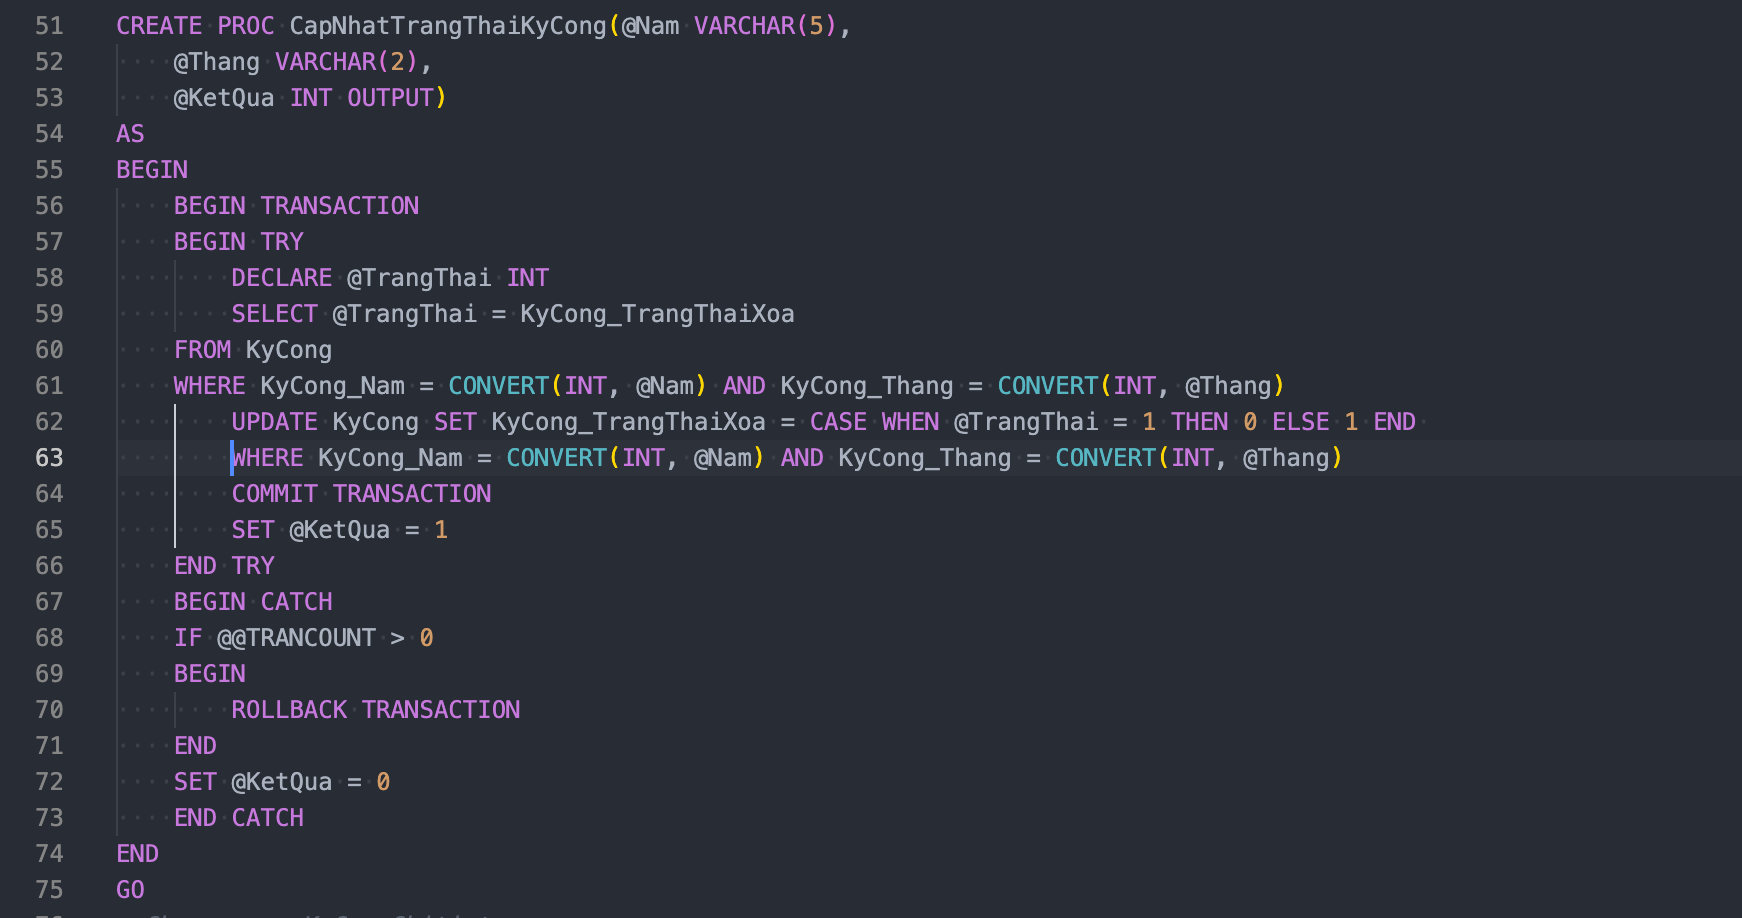 51 CREATE PROC CapNhatTrangThaiKyCong(@Nam VARCHAR(5),
52 @Thang VARCHAR(2),
53 @KetQua INT OUTPUT)
54 AS
55 BEGIN
56 BEGIN TRANSACTION
57 BEGIN TRY
58 DECLARE @TrangThai INT
59 SELECT @TrangThai = KyCong_TrangThaiXoa
60 FROM KyCong
61 WHERE KyCong_Nam = CONVERT(INT, @Nam) AND KyCong_Thang = CONVERT(INT, @Thang)
62 UPDATE KyCong SET KyCong_TrangThaiXoa = CASE WHEN @TrangThai = 1 THEN 0 ELSE 1 END
63 WHERE KyCong_Nam = CONVERT(INT, @Nam) AND KyCong_Thang = CONVERT(INT, @Thang)
64 COMMIT TRANSACTION
65 SET @KetQua = 1
66 END TRY
67 BEGIN CATCH
68 IF @@TRANCOUNT > 0
69 BEGIN
70 ROLLBACK TRANSACTION
71 END
72 SET @KetQua = 0
73 END CATCH
74 END
75 GO